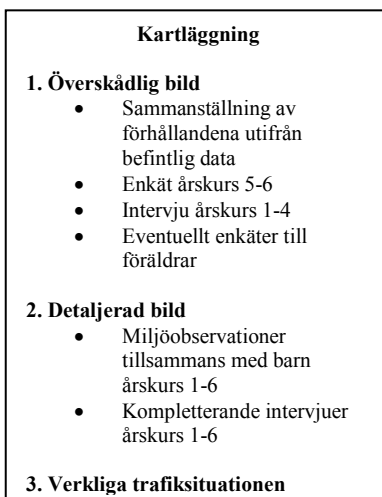 Kartläggning
1. Överskådlig bild
• Sammanställning av
förhållandena utifrån
befintlig data
• Enkät årskurs 5-6
• Intervju årskurs 1-4
• Eventuellt enkäter till
föräldrar
2. Detaljerad bild
• Miljöobservationer
tillsammans med barn
årskurs 1-6
• Kompletterande intervjuer
årskurs 1-6
3. Verkliga trafiksituationen